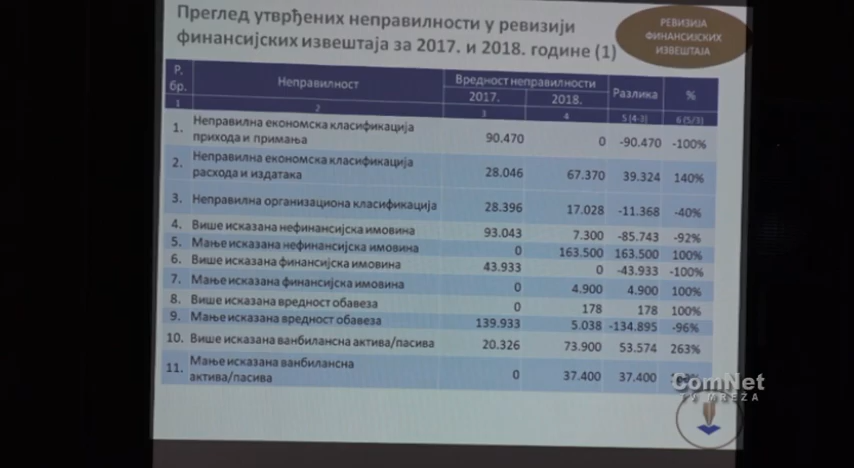 Преглед утврђених неправилности у ревизији
финансијских извештаја за 2017. и 2018. године (1)
РЕВИЗИЈА
ФИНАНСИЈСКИХ
ИЗВЕШТАЈА
Р. бр. Неправилност Вредност неправилности Разлика %
2017. 2018.
1 2 3 4 5 (4-3) 6 (5/3)
1. Неправилна економска класификација
прихода и примања 90.470 0 -90.470 -100%
2. Неправилна економска класификација
расхода и издатака 28.046 67.370 39.324 140%
3. Неправилна организациона класификација 28.396 17.028 -11.368 -40%
4. Више исказана нефинансијска имовина 93.043 7.300 -85.743 -92%
5. Мање исказана нефинансијска имовина 0 163.500 163.500 100%
6. Више исказана финансијска имовина 43.933 0 -43.933 -100%
7. Мање исказана финансијска имовина 0 4.900 4.900 100%
8. Више исказана вредност обавеза 0 178 178 100%
9. Мање исказана вредност обавеза 139.933 5.038 -134.895 -96%
10. Више исказана ванбилансна актива/пасива 20.326 73.900 53.574 263%
11. Мање исказана ванбилансна
актива/пасива 0 37.400 37.400
ComNet
TV MREZA